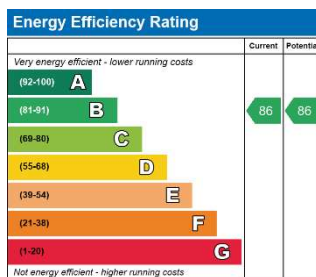 Energy Efficiency Rating
Current Potentia
Very energy efficient - lower running costs
(92-100) A
(81-91) B 86 86
(69-80) C
(55-68) D
(39-54) E
(21-38) F
(1-20) G
Not energy efficient - higher running costs